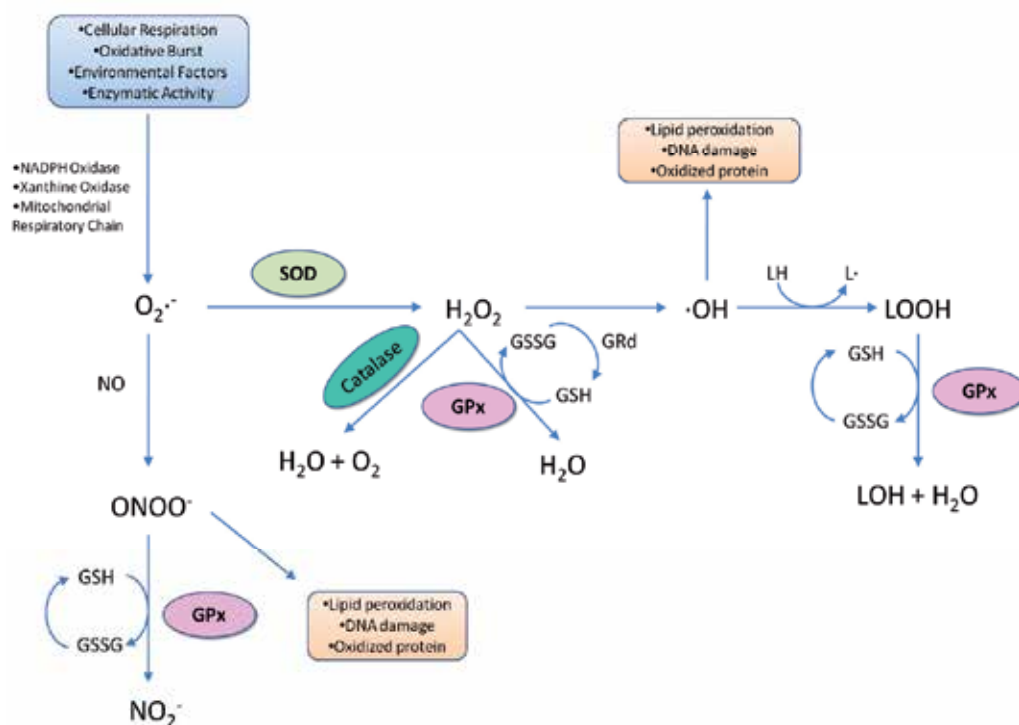 •Cellular Respiration
•Oxidative Burst
•Environmental Factors
•Enzymatic Activity
•NADPH Oxidase
•Xanthine Oxidase
•Mitochondrial
Respiratory Chain
•Lipid peroxidation
•DNA damage
•Oxidized protein
SOD
LH
L·
O₂·⁻
H₂O₂
·OH
LOOH
GSSG
GRd
GSH
Catalase
GPx
GSH
GSSG
GPx
NO
H₂O + O₂
H₂O
LOH + H₂O
ONOO⁻
GSH
GSSG
GPx
•Lipid peroxidation
•DNA damage
•Oxidized protein
NO₂⁻